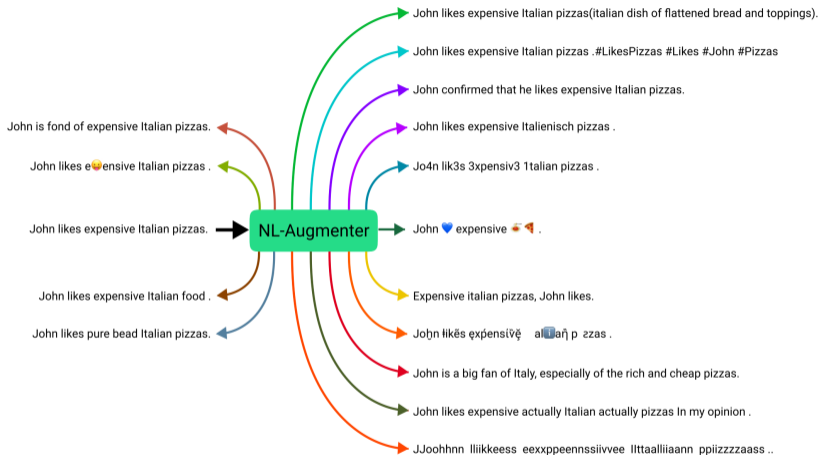 John likes expensive Italian pizzas(italian dish of flattened bread and toppings).
John likes expensive Italian pizzas .#LikesPizzas #Likes #John #Pizzas
John confirmed that he likes expensive Italian pizzas.
John is fond of expensive Italian pizzas.
John likes expensive Italienisch pizzas .
John likes e😛ensive Italian pizzas .
Jo4n lik3s 3xpensiv3 1talian pizzas .
John likes expensive Italian pizzas.
NL-Augmenter
John 💙 expensive 🍝🍕 .
John likes expensive Italian food .
Expensive italian pizzas, John likes.
John likes pure bead Italian pizzas.
p zzas .
John is a big fan of Italy, especially of the rich and cheap pizzas.
John likes expensive actually Italian actually pizzas In my opinion .
JJoohhnn lliikkeess eexxppeennssiivvee IIttaalliiaann ppiizzzzaass ..